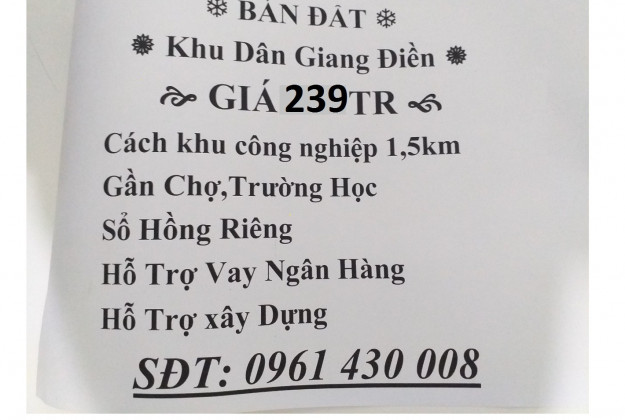 ❄ BÁN ĐẤT ❄
❅ Khu Dân Giang Điền ❅
GIÁ 239TR
Cách khu công nghiệp 1,5km
Gần Chợ,Trường Học
Sổ Hồng Riêng
Hỗ Trợ Vay Ngân Hàng
Hỗ Trợ xây Dựng
SĐT: 0961 430 008